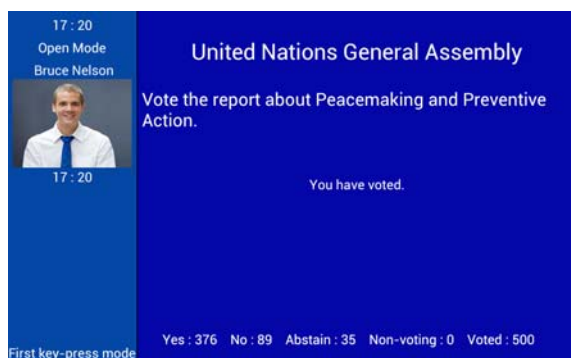 17 : 20
Open Mode
Bruce Nelson
17 : 20
First key-press mode
United Nations General Assembly
Vote the report about Peacemaking and Preventive
Action.
You have voted.
Yes : 376 No : 89 Abstain : 35 Non-voting : 0 Voted : 500